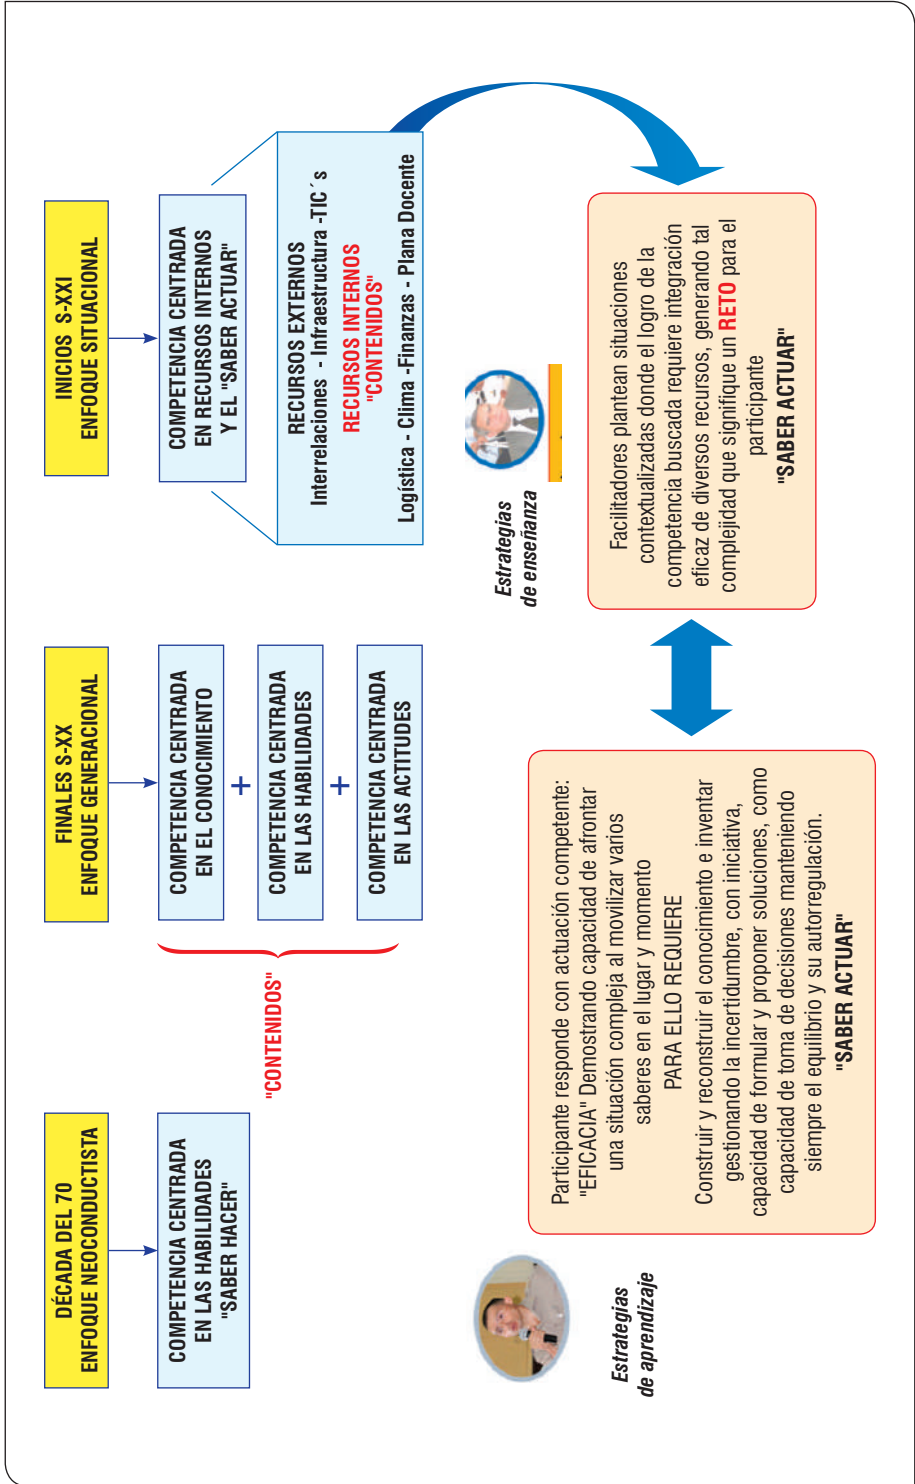 DÉCADA DEL 70
ENFOQUE NEOCONDUCTISTA
COMPETENCIA CENTRADA
EN LAS HABILIDADES
"SABER HACER"
FINALES S-XX
ENFOQUE GENERACIONAL
COMPETENCIA CENTRADA
EN EL CONOCIMIENTO
+
COMPETENCIA CENTRADA
EN LAS HABILIDADES
+
COMPETENCIA CENTRADA
EN LAS ACTITUDES
"CONTENIDOS"
INICIOS S-XXI
ENFOQUE SITUACIONAL
COMPETENCIA CENTRADA
EN RECURSOS INTERNOS
Y EL "SABER ACTUAR"
RECURSOS EXTERNOS
Interrelaciones - Infraestructura -TIC´s
RECURSOS INTERNOS
"CONTENIDOS"
Logística - Clima -Finanzas - Plana Docente
Estrategias
de aprendizaje
Participante responde con actuación competente:
"EFICACIA" Demostrando capacidad de afrontar
una situación compleja al movilizar varios
saberes en el lugar y momento
PARA ELLO REQUIERE
Construir y reconstruir el conocimiento e inventar
gestionando la incertidumbre, con iniciativa,
capacidad de formular y proponer soluciones, como
capacidad de toma de decisiones manteniendo
siempre el equilibrio y su autorregulación.
"SABER ACTUAR"
Estrategias
de enseñanza
Facilitadores plantean situaciones
contextualizadas donde el logro de la
competencia buscada requiere integración
eficaz de diversos recursos, generando tal
complejidad que signifique un RETO para el
participante,
"SABER ACTUAR"